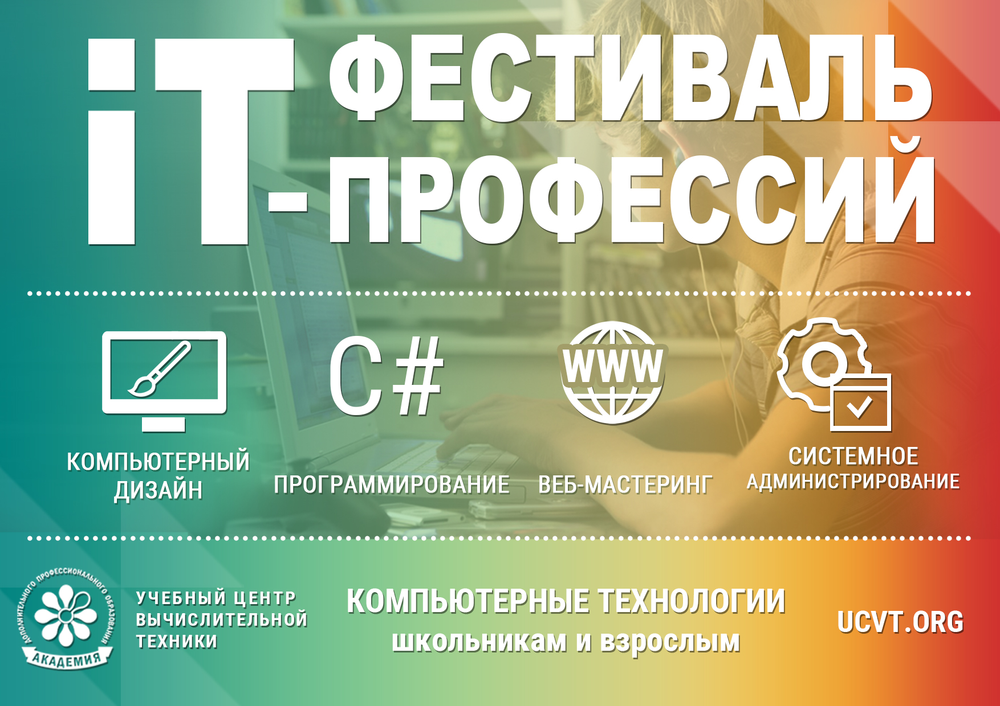 iT-
ФЕСТИВАЛЬ
ПРОФЕССИЙ
C#
WWW
КОМПЬЮТЕРНЫЙ
ДИЗАЙН
ПРОГРАММИРОВАНИЕ
ВЕБ-МАСТЕРИНГ
СИСТЕМНОЕ
АДМИНИСТРИРОВАНИЕ
ДОПОЛНИТЕЛЬНОГО ПРОФЕССИОНАЛЬНОГО ОБРАЗОВАНИЯ
АКАДЕМИЯ
УЧЕБНЫЙ ЦЕНТР
ВЫЧИСЛИТЕЛЬНОЙ
ТЕХНИКИ
КОМПЬЮТЕРНЫЕ ТЕХНОЛОГИИ
школьникам и взрослым
UCVT.ORG